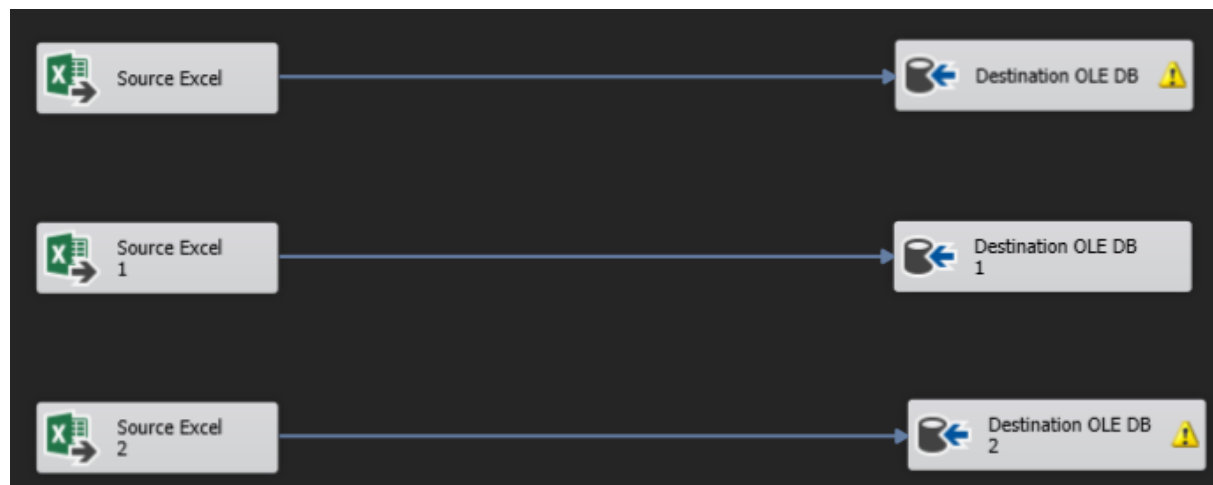 Source Excel
Destination OLE DB
Source Excel
1
Destination OLE DB
1
Source Excel
2
Destination OLE DB
2